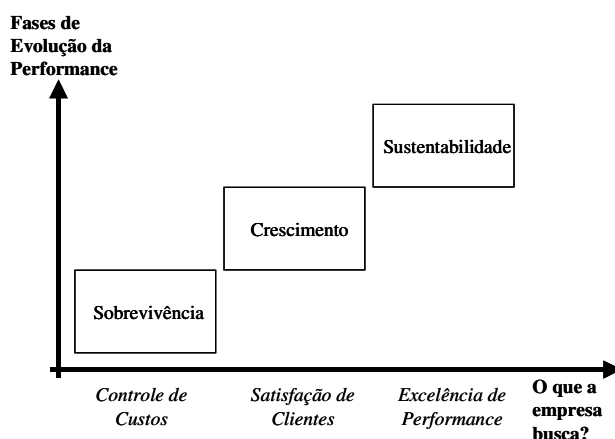 Fases de
Evolução da
Performance
Sustentabilidade
Crescimento
Sobrevivência
Controle de
Custos
Satisfação de
Clientes
Excelência de
Performance
O que a
empresa
busca?